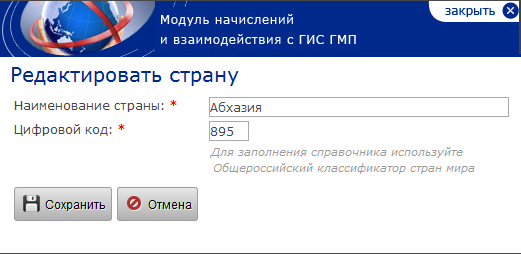 закрыть
Модуль начислений
и взаимодействия с ГИС ГМП
Редактировать страну
Наименование страны: * Абхазия
Цифровой код: * 895
Для заполнения справочника используйте
Общероссийский классификатор стран мира
Сохранить Отмена